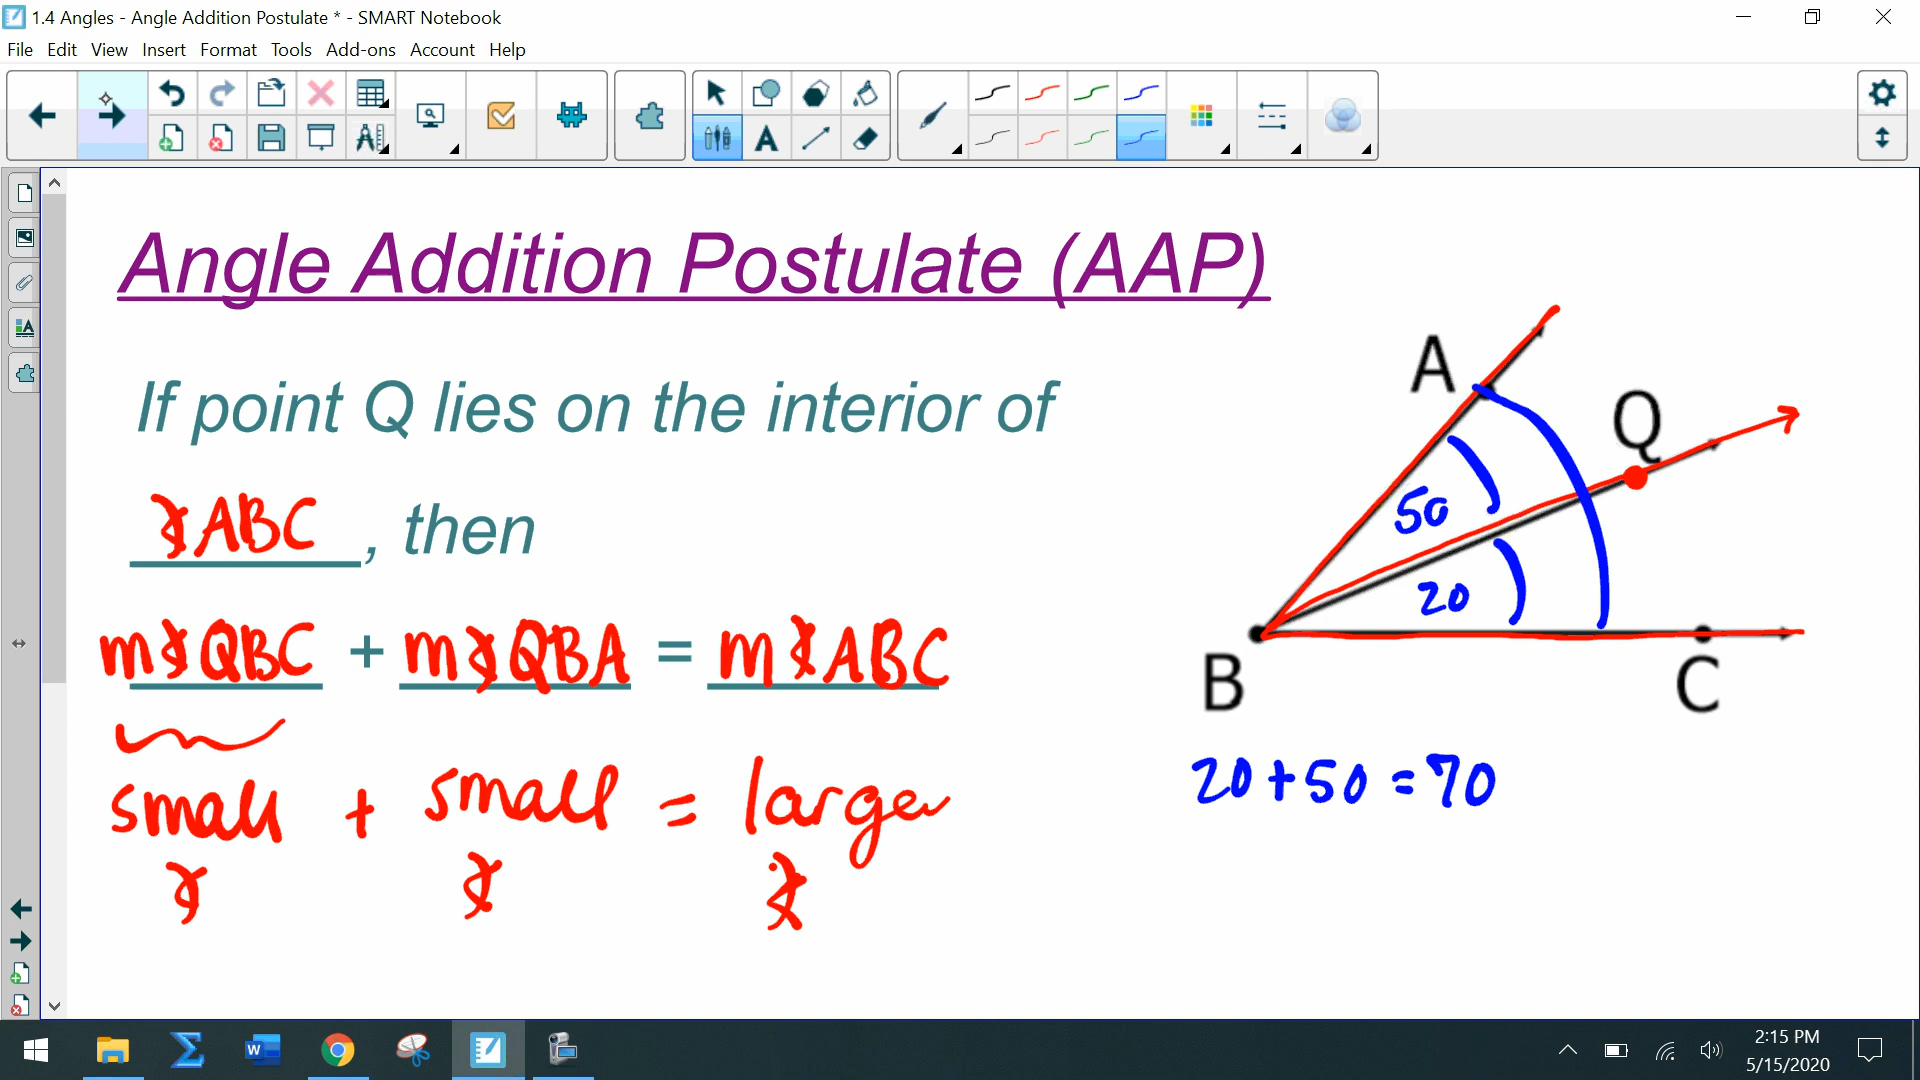 1.4 Angles - Angle Addition Postulate * - SMART Notebook
File Edit View Insert Format Tools Add-ons Account Help
Angle Addition Postulate (AAP)
If point Q lies on the interior of
∡ABC, then
m∡QBC + m∡QBA = m∡ABC
small + small = larger
∡ ∡ ∡
A
Q
50
20
B
C
20+50=70
2:15 PM
5/15/2020